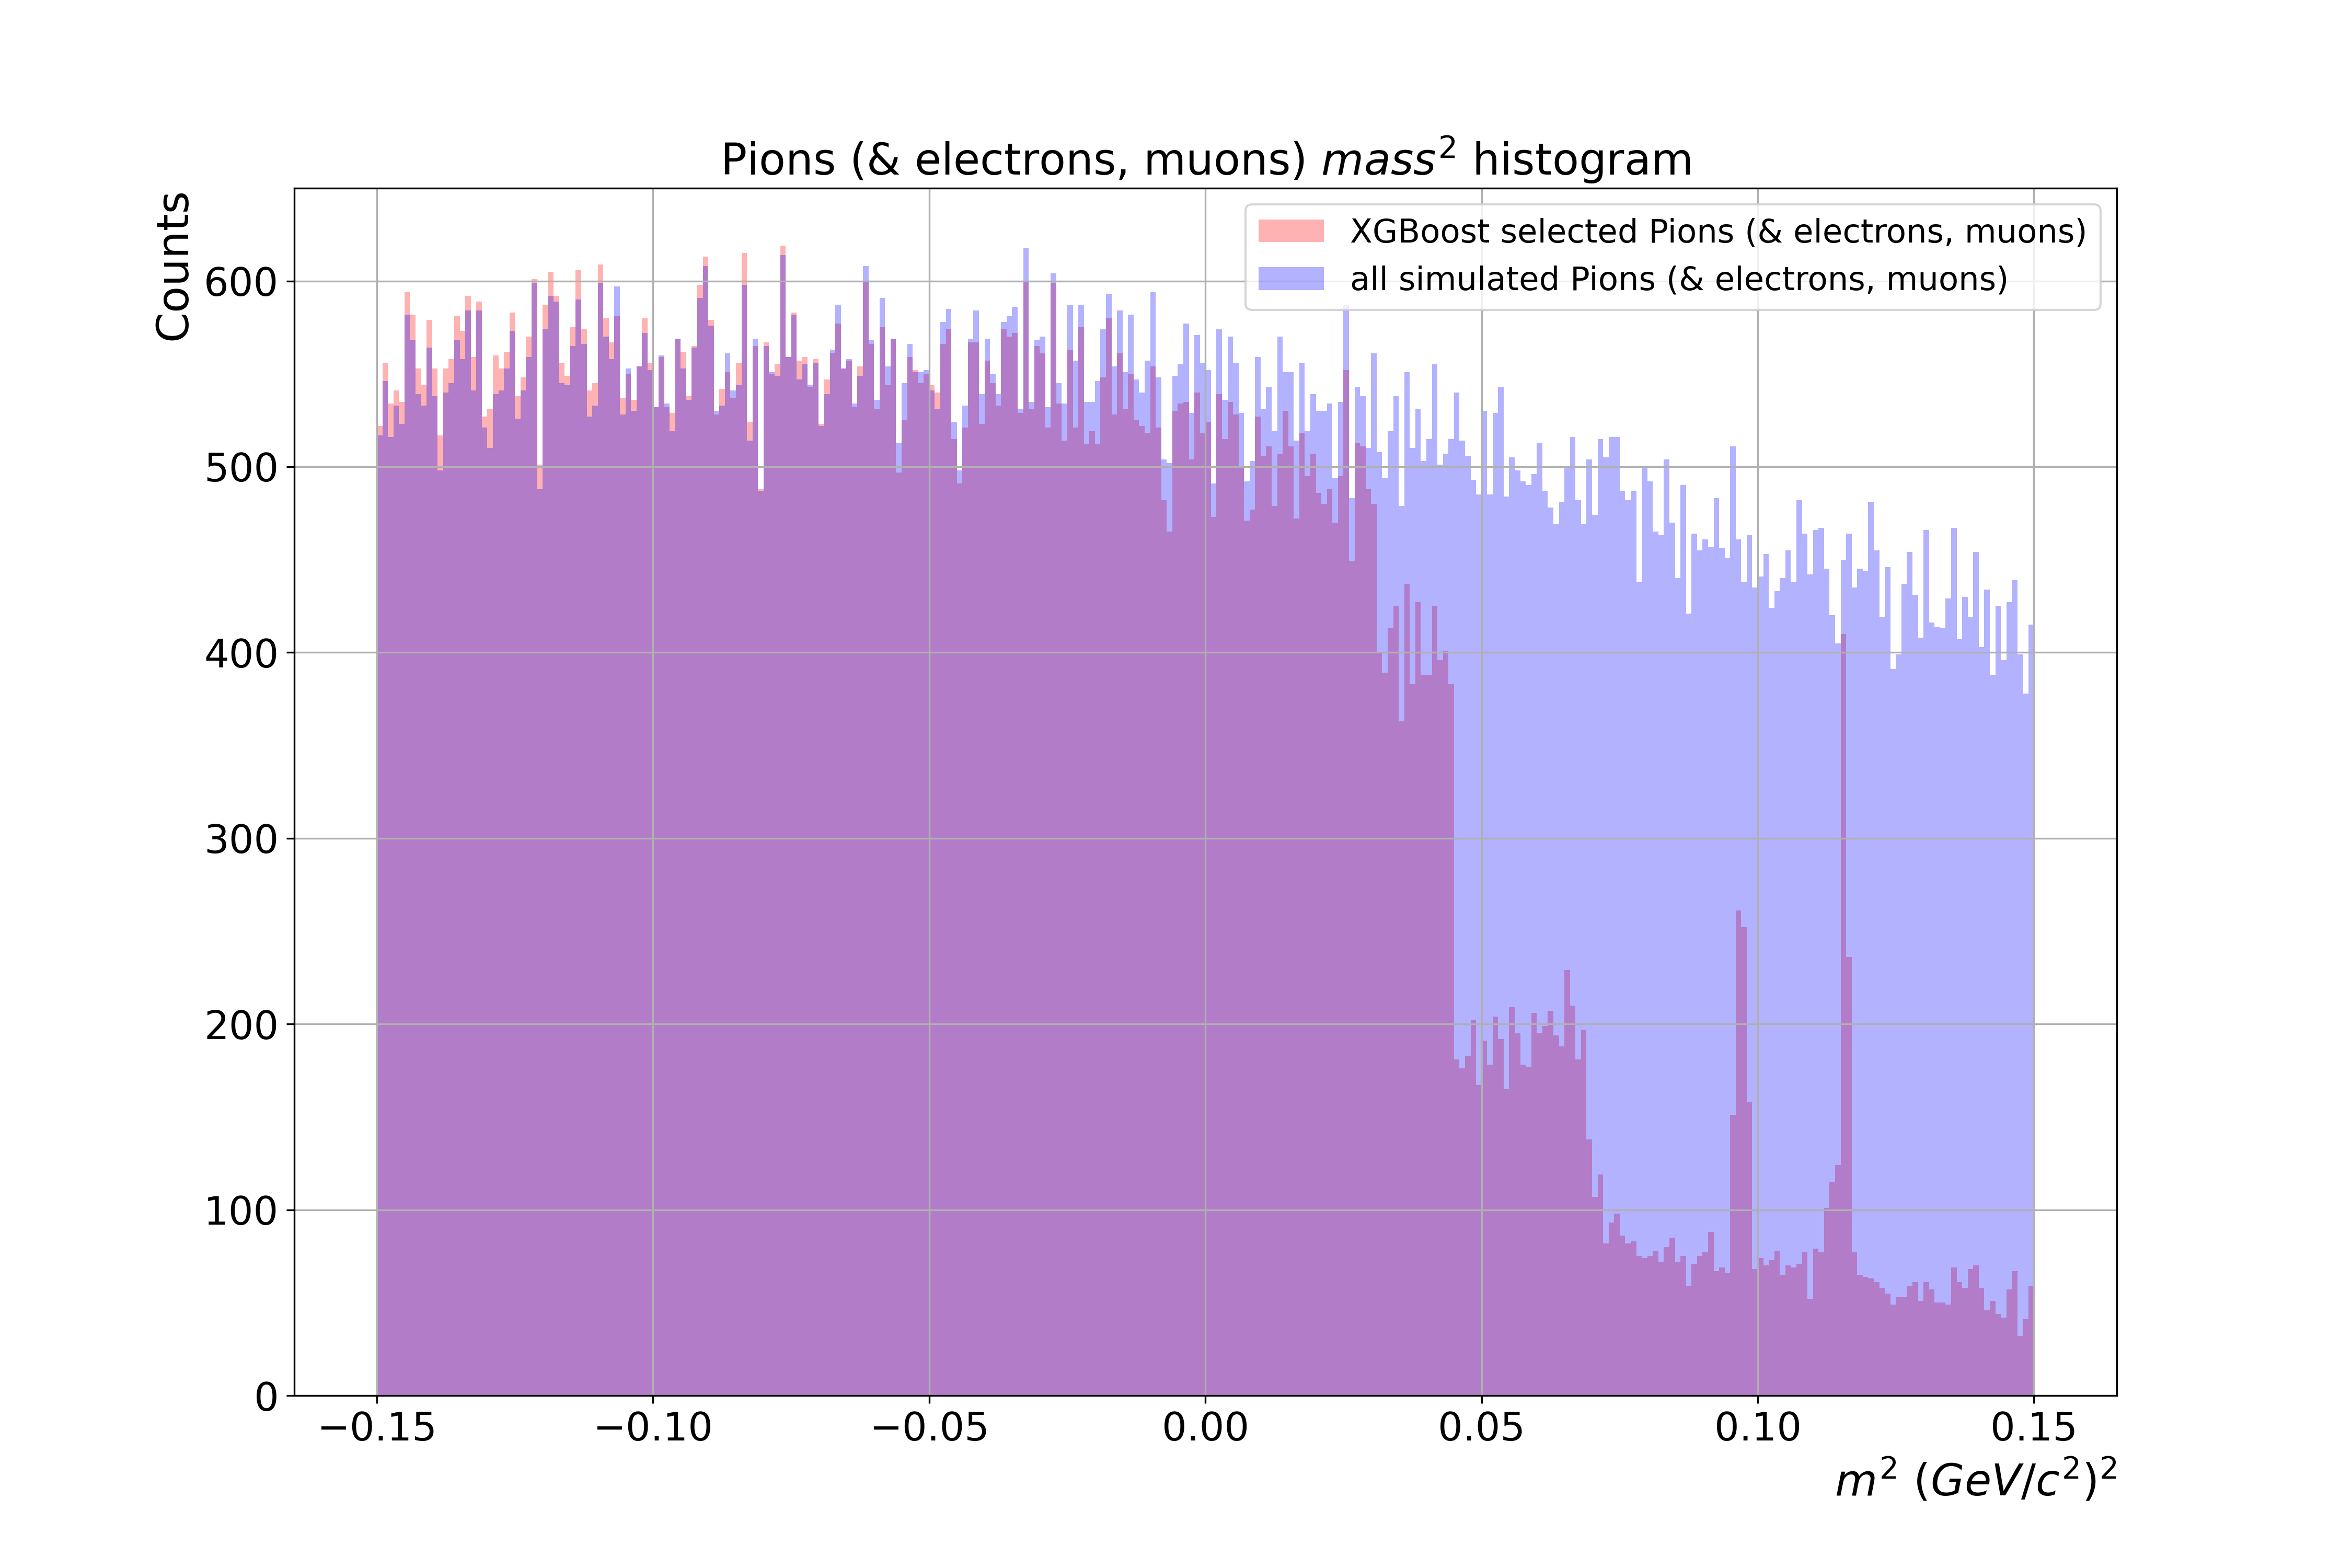 Pions (& electrons, muons) mass² histogram
Counts
XGBoost selected Pions (& electrons, muons)
all simulated Pions (& electrons, muons)
600
500
400
300
200
100
0
−0.15 −0.10 −0.05 0.00 0.05 0.10 0.15
m² (GeV/c²)²